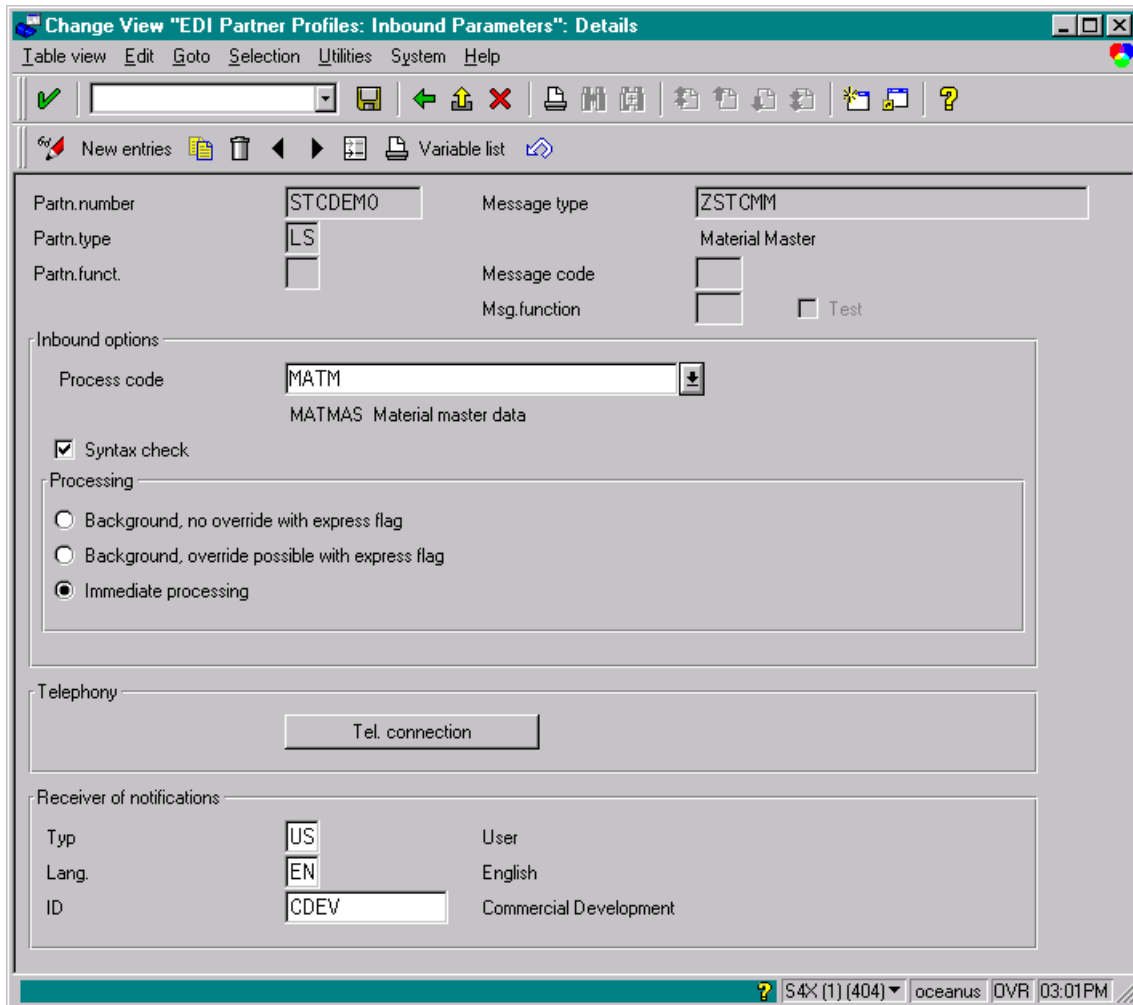 Change View "EDI Partner Profiles: Inbound Parameters": Details
Table view Edit Goto Selection Utilities System Help
New entries Variable list
Partn.number STCDEMO Message type ZSTCMM
Partn.type LS Material Master
Partn.funct. Message code
Msg.function Test
Inbound options
Process code MATM
MATMAS Material master data
Syntax check
Processing
Background, no override with express flag
Background, override possible with express flag
Immediate processing
Telephony
Tel. connection
Receiver of notifications
Typ US User
Lang. EN English
ID CDEV Commercial Development
S4X (1) (404) oceanus OVR 03:01PM